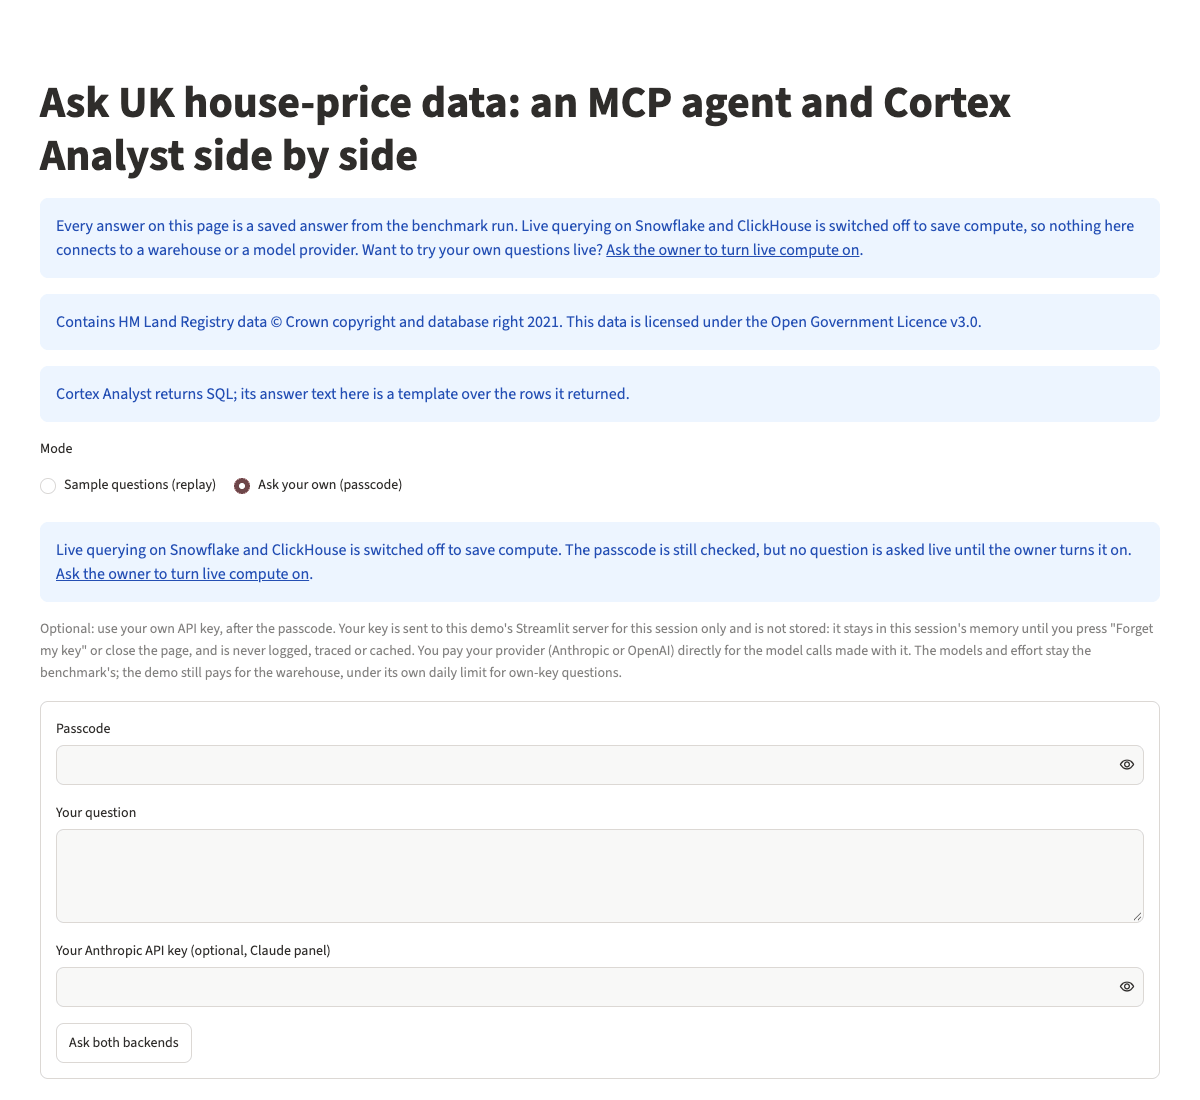 Ask UK house-price data: an MCP agent and Cortex
Analyst side by side
Every answer on this page is a saved answer from the benchmark run. Live querying on Snowflake and ClickHouse is switched off to save compute, so nothing here
connects to a warehouse or a model provider. Want to try your own questions live? Ask the owner to turn live compute on.
Contains HM Land Registry data © Crown copyright and database right 2021. This data is licensed under the Open Government Licence v3.0.
Cortex Analyst returns SQL; its answer text here is a template over the rows it returned.
Mode
Sample questions (replay) Ask your own (passcode)
Live querying on Snowflake and ClickHouse is switched off to save compute. The passcode is still checked, but no question is asked live until the owner turns it on.
Ask the owner to turn live compute on.
Optional: use your own API key, after the passcode. Your key is sent to this demo's Streamlit server for this session only and is not stored: it stays in this session's memory until you press "Forget
my key" or close the page, and is never logged, traced or cached. You pay your provider (Anthropic or OpenAI) directly for the model calls made with it. The models and effort stay the
benchmark's; the demo still pays for the warehouse, under its own daily limit for own-key questions.
Passcode
Your question
Your Anthropic API key (optional, Claude panel)
Ask both backends